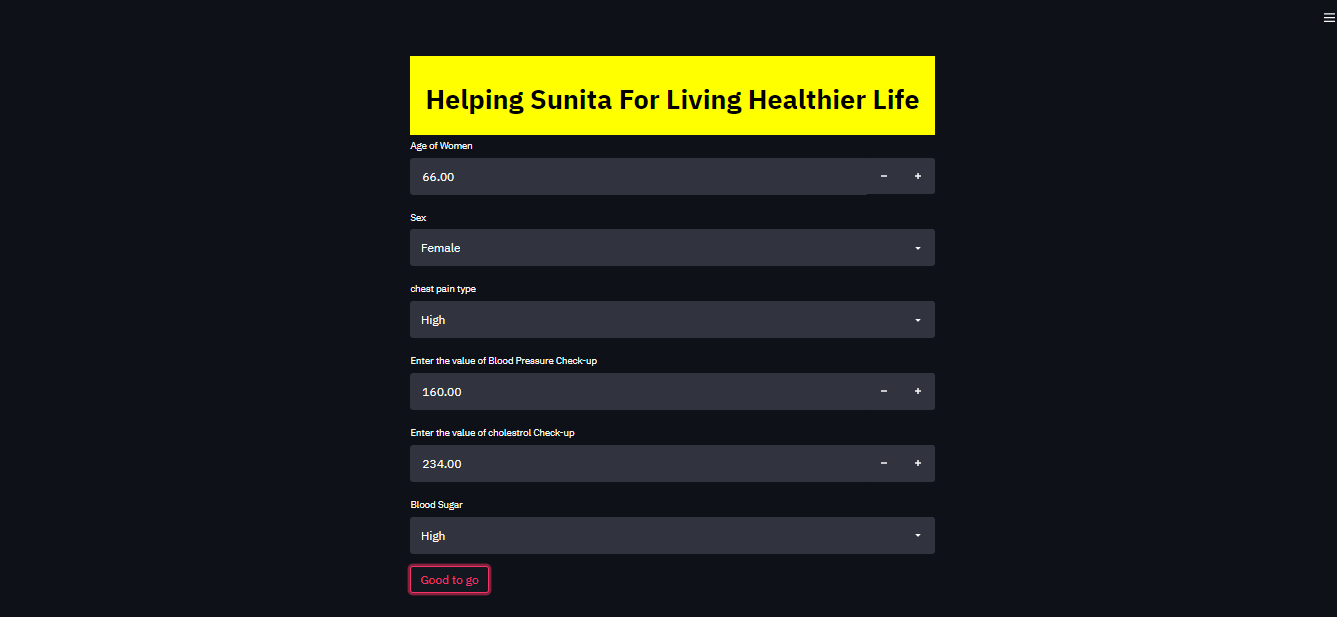 Helping Sunita For Living Healthier Life
Age of Women
66.00
Sex
Female
chest pain type
High
Enter the value of Blood Pressure Check-up
160.00
Enter the value of cholestrol Check-up
234.00
Blood Sugar
High
Good to go